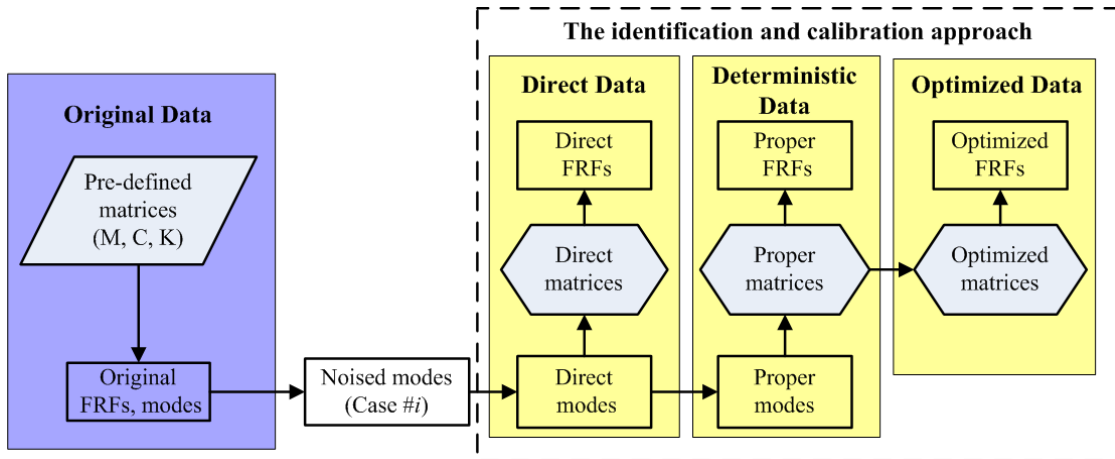 The identification and calibration approach
Original Data
Pre-defined
matrices
(M, C, K)
Original
FRFs, modes
Noised modes
(Case #i)
Direct Data
Direct
FRFs
Direct
matrices
Direct
modes
Deterministic
Data
Proper
FRFs
Proper
matrices
Proper
modes
Optimized Data
Optimized
FRFs
Optimized
matrices